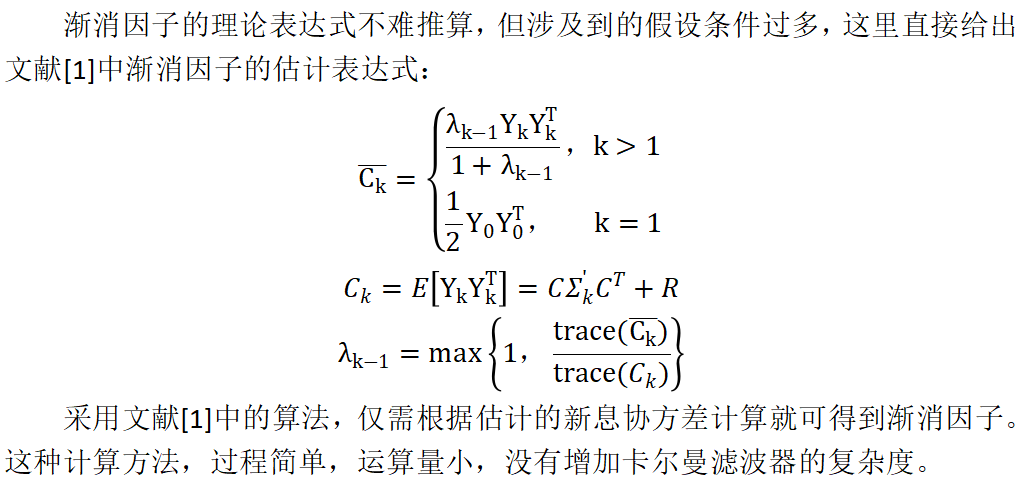 渐消因子的理论表达式不难推算，但涉及到的假设条件过多，这里直接给出
文献[1]中渐消因子的估计表达式：
$$\overline{C_k} = \begin{cases} \dfrac{\lambda_{k-1} Y_k Y_k^T}{1+\lambda_{k-1}}， & k > 1 \\ \dfrac{1}{2} Y_0 Y_0^T， & k = 1 \end{cases}$$
$$C_k = E[Y_k Y_k^T] = C\Sigma_k^{'} C^T + R$$
$$\lambda_{k-1} = \max\left\{1， \dfrac{\text{trace}(\overline{C_k})}{\text{trace}(C_k)}\right\}$$
采用文献[1]中的算法，仅需根据估计的新息协方差计算就可得到渐消因子。
这种计算方法，过程简单，运算量小，没有增加卡尔曼滤波器的复杂度。